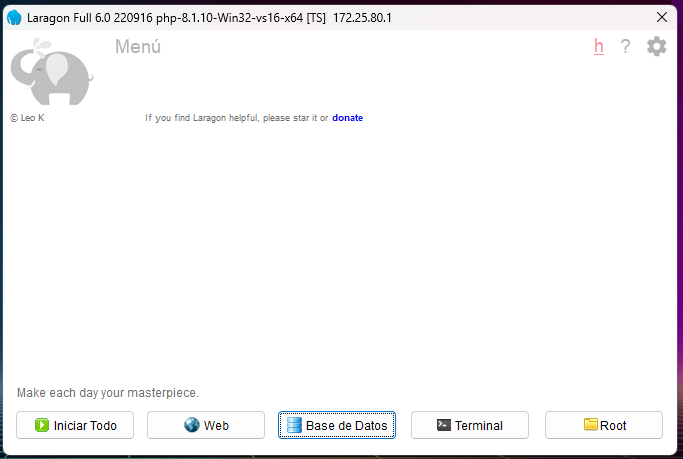 Laragon Full 6.0 220916 php-8.1.10-Win32-vs16-x64 [TS]  172.25.80.1
Menú
h ?
© Leo K
If you find Laragon helpful, please star it or donate
Make each day your masterpiece.
Iniciar Todo Web Base de Datos Terminal Root